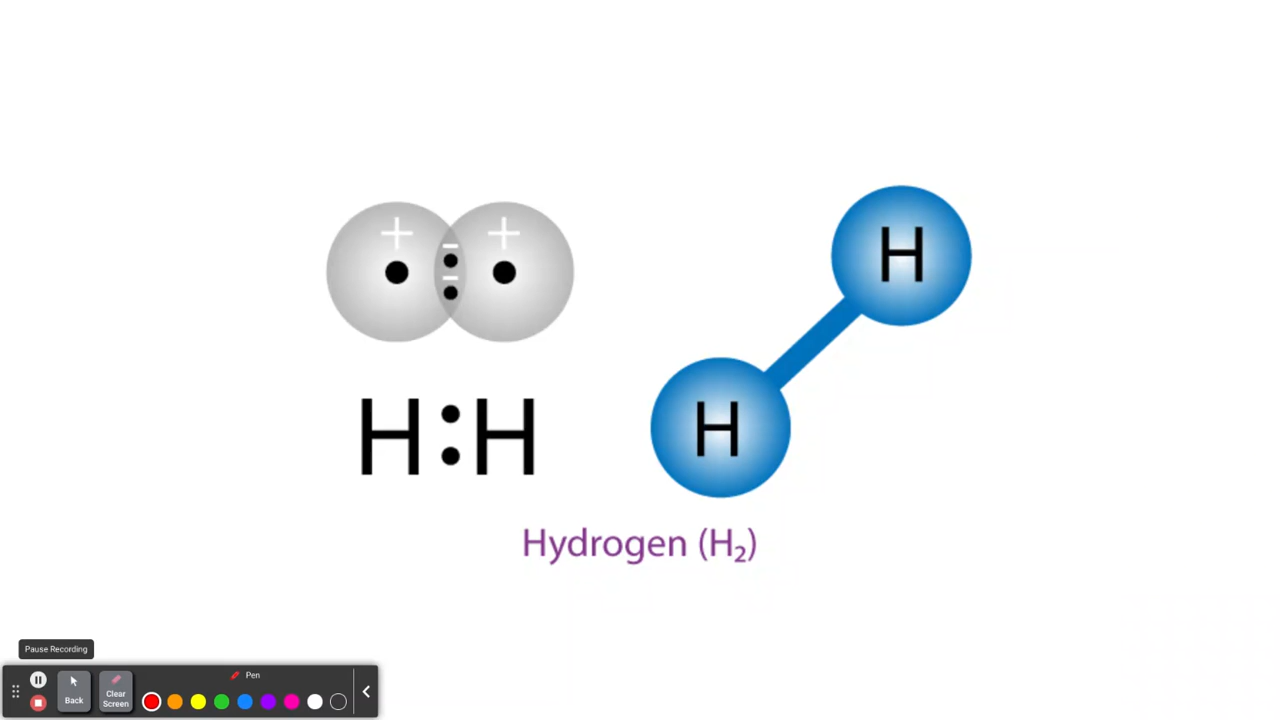 + +
-
-
H:H
H
H
Hydrogen (H₂)
Pause Recording
Pen
Back
Clear
Screen